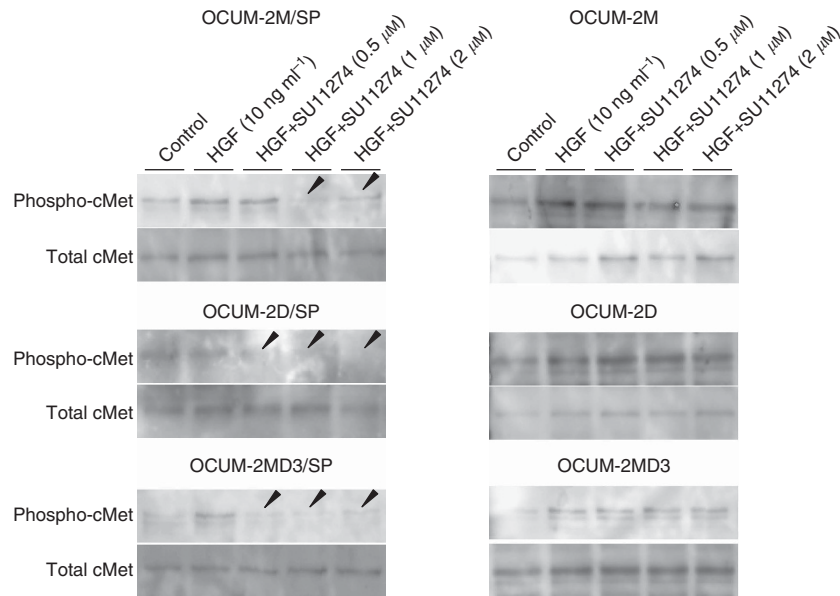 OCUM-2M/SP
OCUM-2M
Control
HGF (10 ng ml⁻¹)
HGF+SU11274 (0.5 μM)
HGF+SU11274 (1 μM)
HGF+SU11274 (2 μM)
Control
HGF (10 ng ml⁻¹)
HGF+SU11274 (0.5 μM)
HGF+SU11274 (1 μM)
HGF+SU11274 (2 μM)
Phospho-cMet
Total cMet
OCUM-2D/SP
OCUM-2D
Phospho-cMet
Total cMet
OCUM-2MD3/SP
OCUM-2MD3
Phospho-cMet
Total cMet